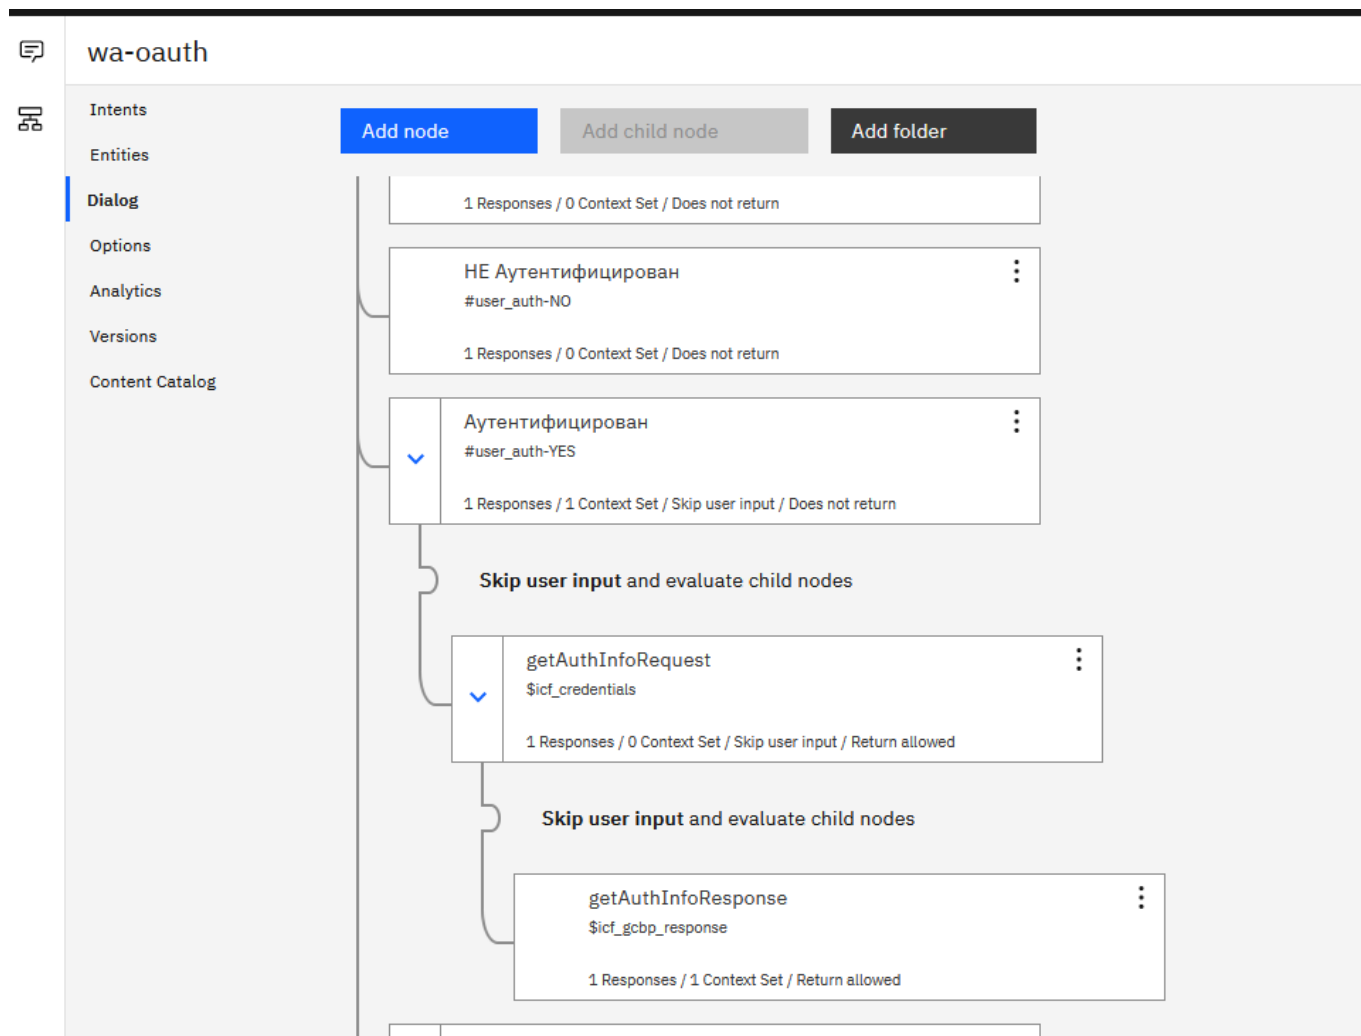 wa-oauth
Intents
Entities
Dialog
Options
Analytics
Versions
Content Catalog
Add node
Add child node
Add folder
1 Responses / 0 Context Set / Does not return
НЕ Аутентифицирован
#user_auth-NO
1 Responses / 0 Context Set / Does not return
Аутентифицирован
#user_auth-YES
1 Responses / 1 Context Set / Skip user input / Does not return
Skip user input and evaluate child nodes
getAuthInfoRequest
$icf_credentials
1 Responses / 0 Context Set / Skip user input / Return allowed
Skip user input and evaluate child nodes
getAuthInfoResponse
$icf_gcbp_response
1 Responses / 1 Context Set / Return allowed